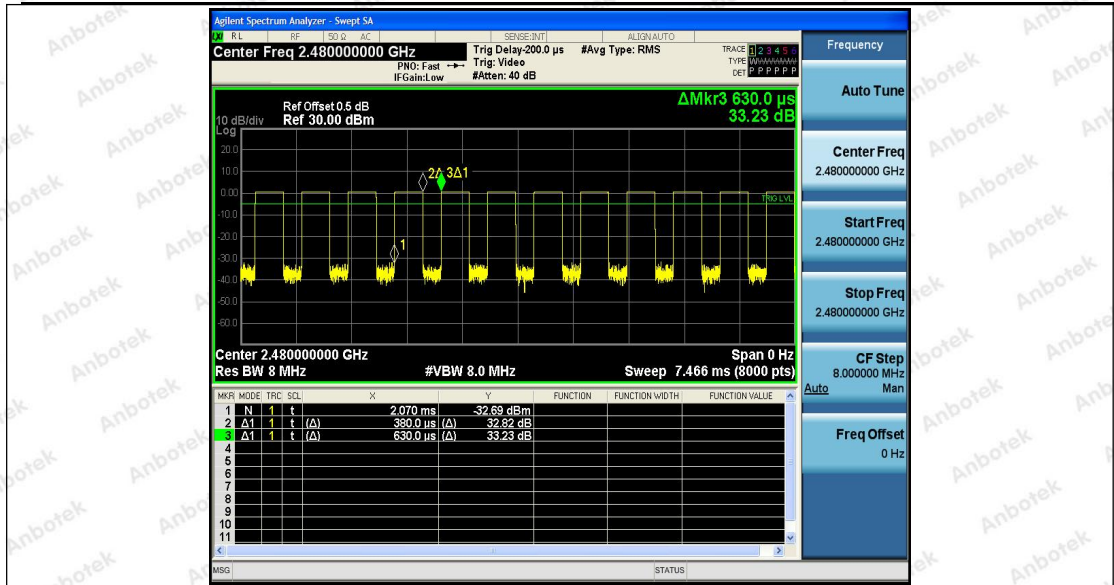 Agilent Spectrum Analyzer - Swept SA
RL RF 50 Ω AC SENSE:INT ALIGNAUTO
Center Freq 2.480000000 GHz
PNO: Fast
IFGain:Low
Trig Delay-200.0 µs
Trig: Video
#Atten: 40 dB
#Avg Type: RMS
TRACE 1 2 3 4 5 6
TYPE
DET P P P P P P
ΔMkr3 630.0 µs
33.23 dB
Ref Offset 0.5 dB
10 dB/div Ref 30.00 dBm
Log
20.0
10.0
0.00
-10.0
-20.0
-30.0
-40.0
-50.0
-60.0
2Δ 3Δ1
1
TRIG LVL
Center 2.480000000 GHz Span 0 Hz
Res BW 8 MHz #VBW 8.0 MHz Sweep 7.466 ms (8000 pts)
MKR MODE TRC SCL X Y FUNCTION FUNCTION WIDTH FUNCTION VALUE
1 N 1 t 2.070 ms -32.69 dBm
2 Δ1 1 t (Δ) 380.0 µs (Δ) 32.82 dB
3 Δ1 1 t (Δ) 630.0 µs (Δ) 33.23 dB
4
5
6
7
8
9
10
11
MSG STATUS
Frequency
Auto Tune
Center Freq
2.480000000 GHz
Start Freq
2.480000000 GHz
Stop Freq
2.480000000 GHz
CF Step
8.000000 MHz
Auto Man
Freq Offset
0 Hz
Anbotek